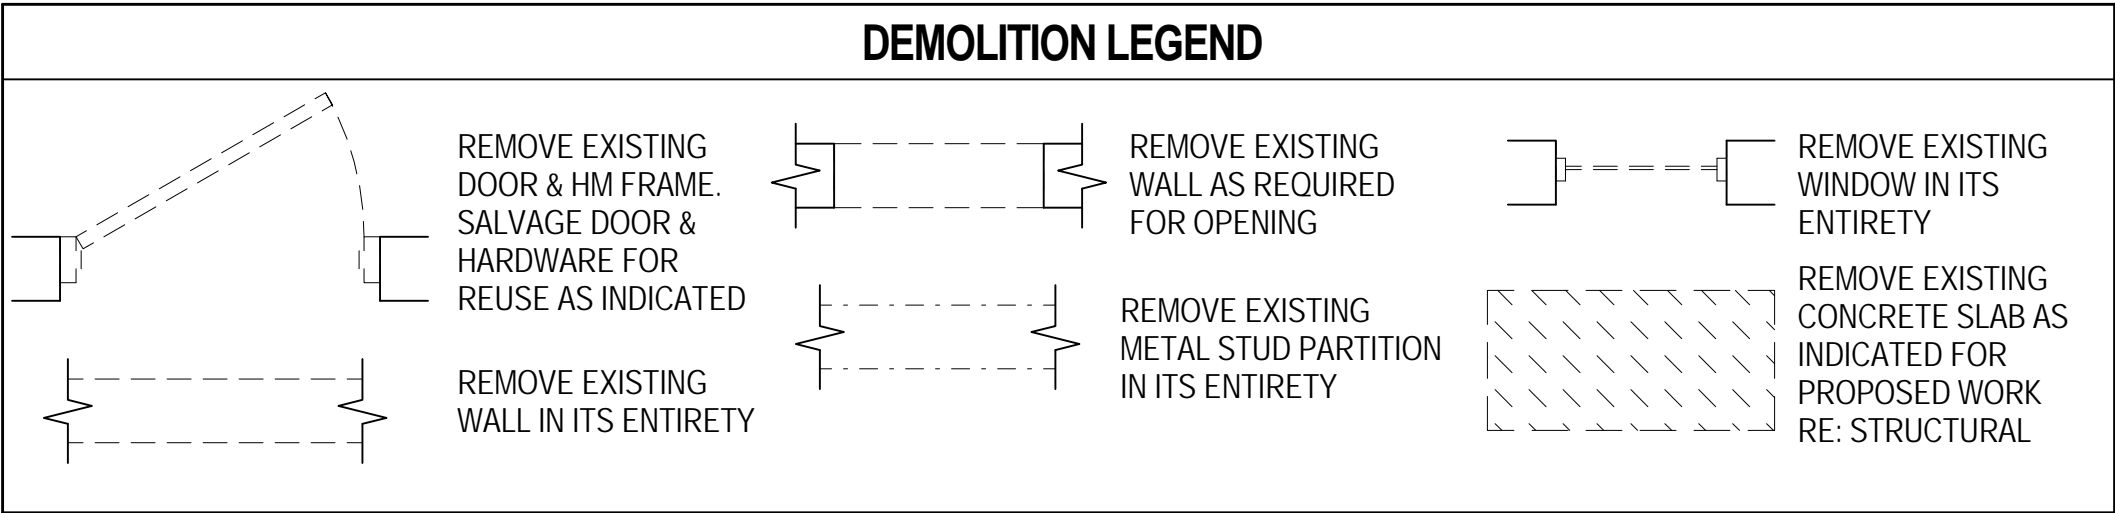 DEMOLITION LEGEND
REMOVE EXISTING
DOOR & HM FRAME.
SALVAGE DOOR &
HARDWARE FOR
REUSE AS INDICATED
REMOVE EXISTING
WALL IN ITS ENTIRETY
REMOVE EXISTING
WALL AS REQUIRED
FOR OPENING
REMOVE EXISTING
METAL STUD PARTITION
IN ITS ENTIRETY
REMOVE EXISTING
WINDOW IN ITS
ENTIRETY
REMOVE EXISTING
CONCRETE SLAB AS
INDICATED FOR
PROPOSED WORK
RE: STRUCTURAL